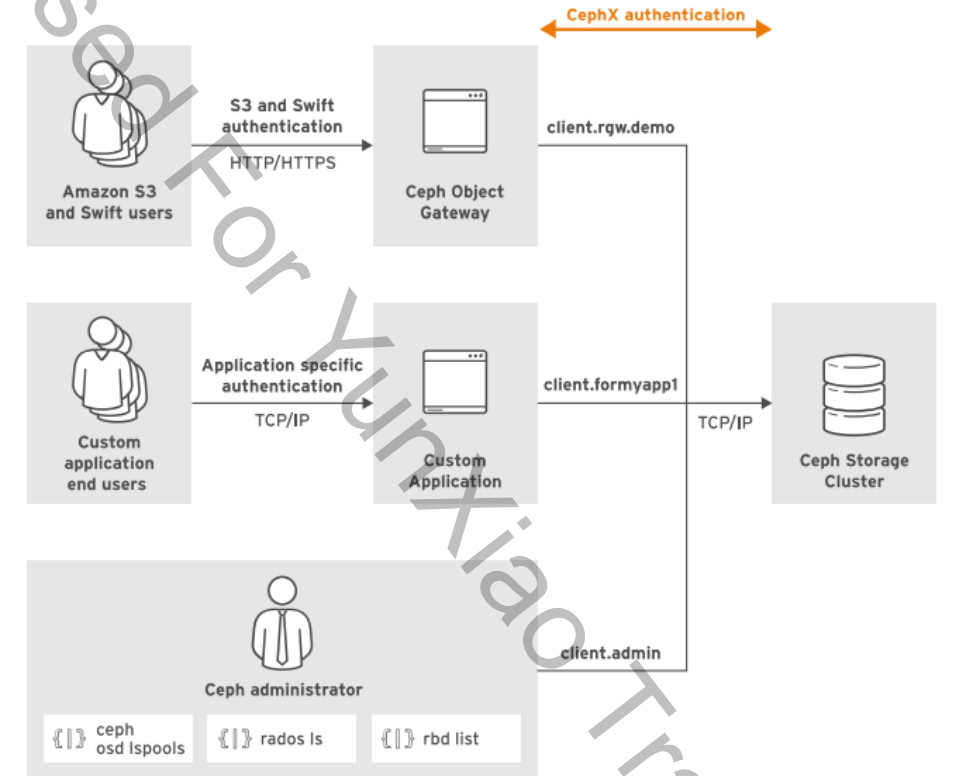 CephX authentication
S3 and Swift
authentication
HTTP/HTTPS
client.rgw.demo
Amazon S3
and Swift users
Ceph Object
Gateway
Application specific
authentication
TCP/IP
client.formyapp1
TCP/IP
Custom
application
end users
Custom
Application
Ceph Storage
Cluster
client.admin
Ceph administrator
{|} ceph
osd lspools
{|} rados ls
{|} rbd list
For YunXiao